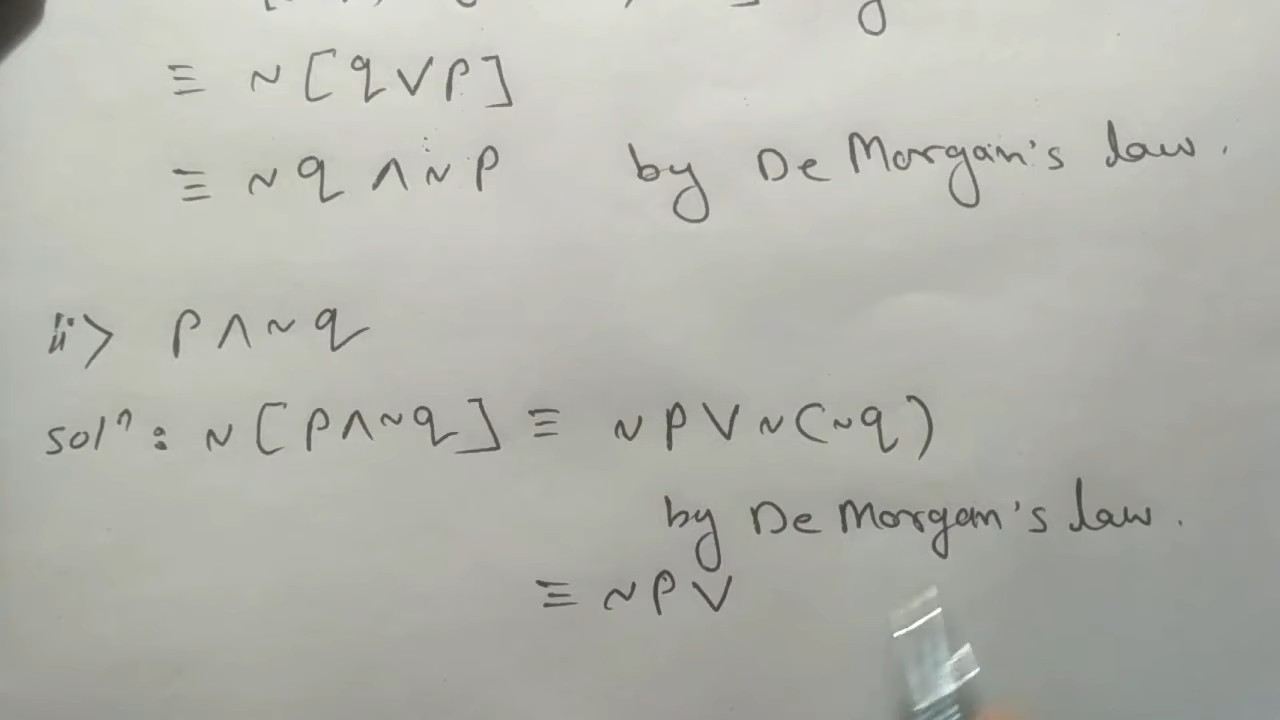 ≡ ~ [q ∨ p]
≡ ~ q ∧ ~ p by De Morgan's law.
ii> p ∧ ~ q
solⁿ : ~ [p ∧ ~ q] ≡ ~ p ∨ ~ (~ q)
by De Morgan's law.
≡ ~ p ∨